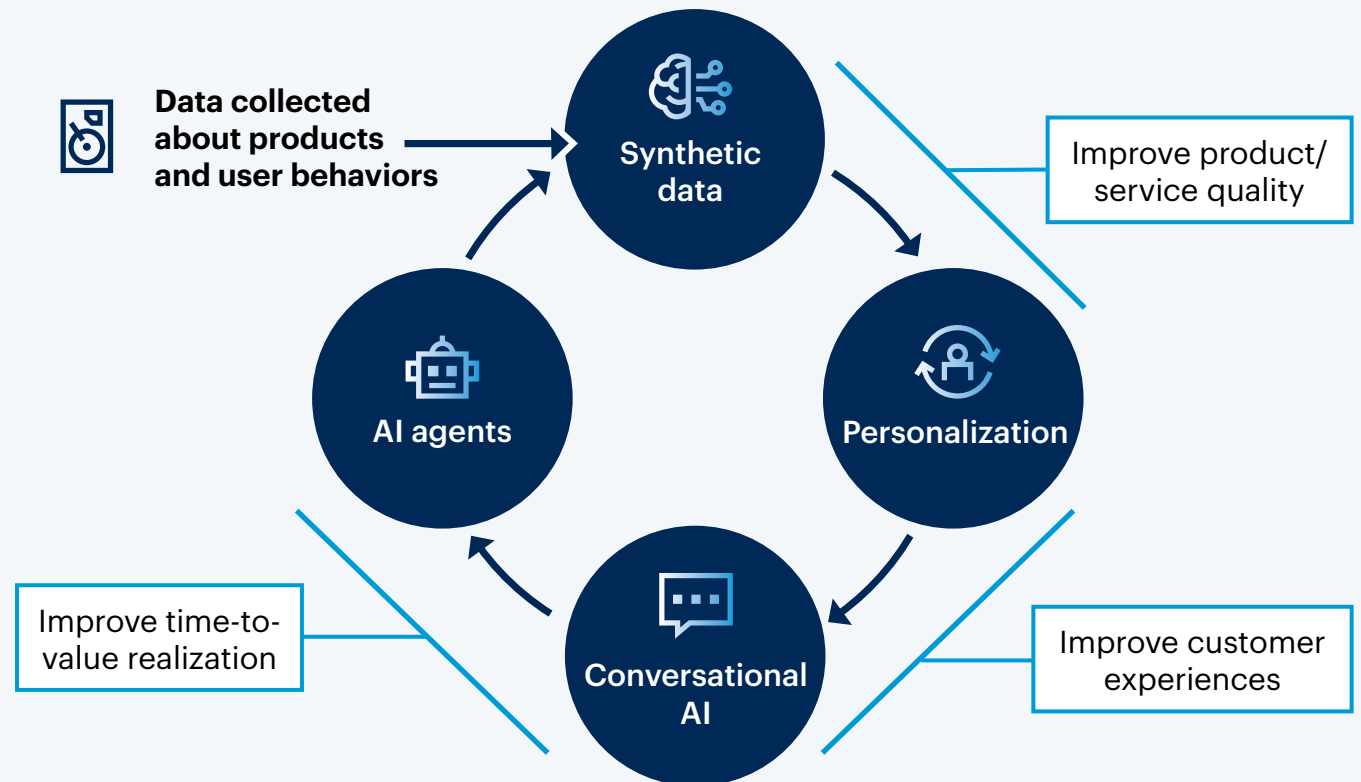 Data collected
about products
and user behaviors
Synthetic
data
Improve product/
service quality
AI agents
Personalization
Improve time-to-
value realization
Conversational
AI
Improve customer
experiences